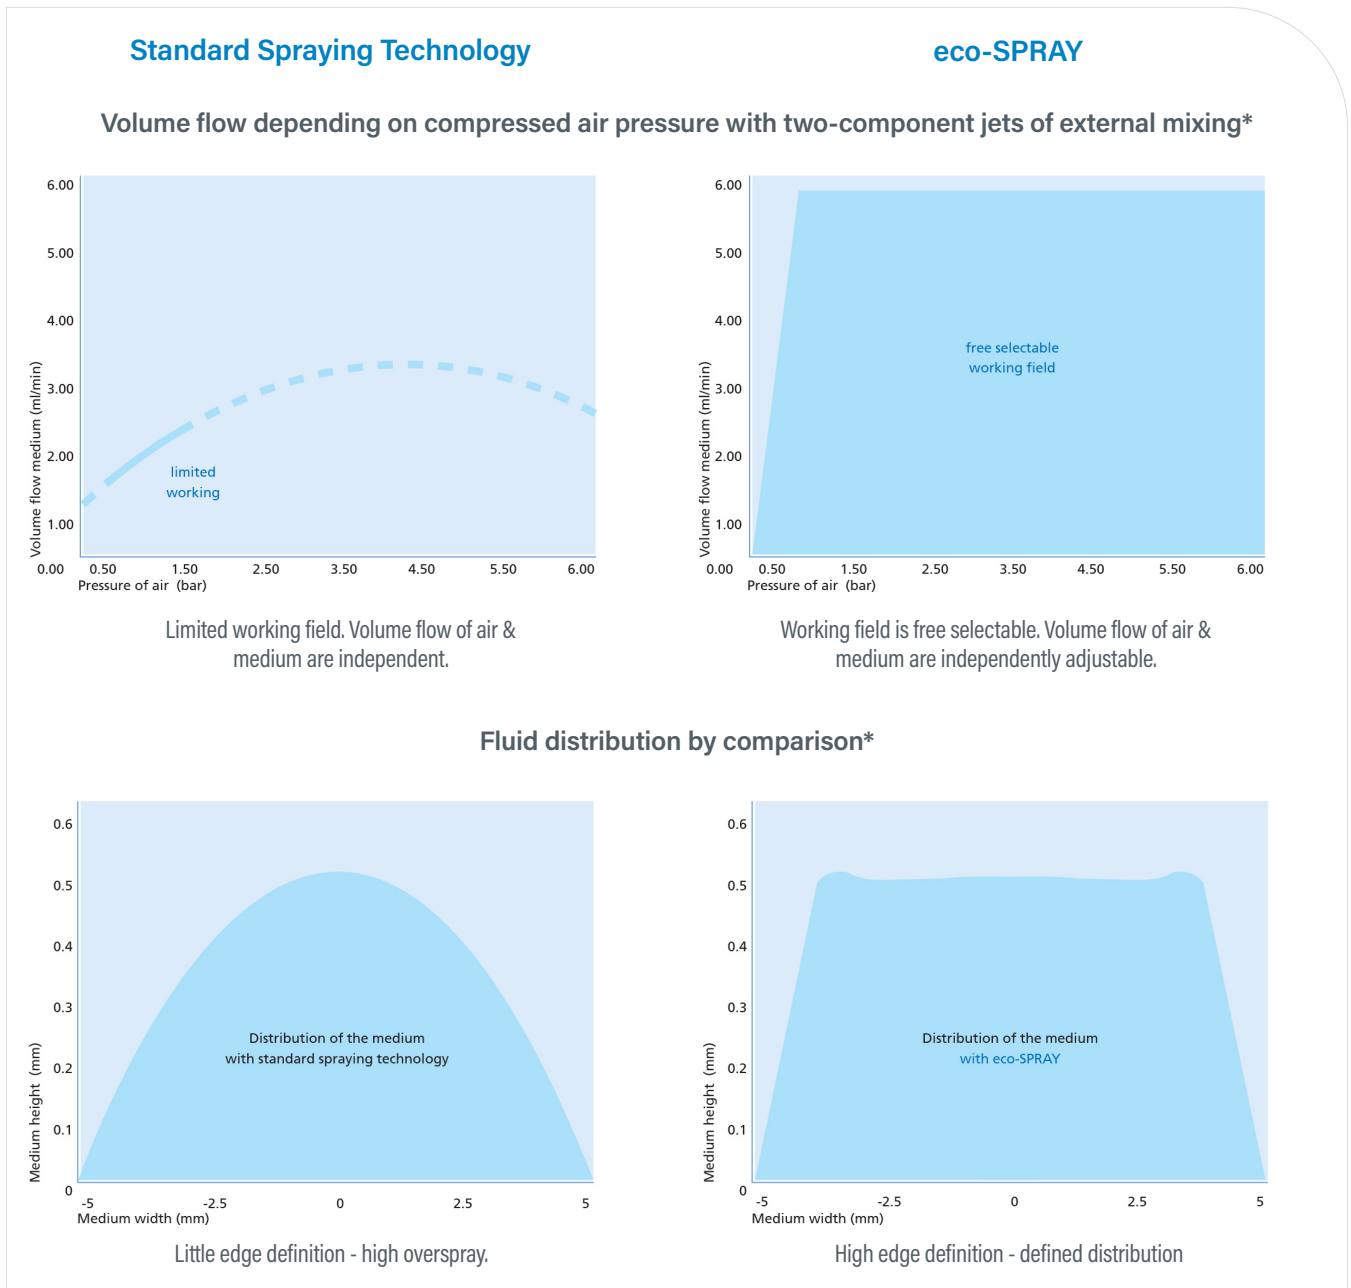 Standard Spraying Technology
eco-SPRAY
Volume flow depending on compressed air pressure with two-component jets of external mixing*
6.00
5.00
4.00
3.00
2.00
1.00
0.00 0.50 1.50 2.50 3.50 4.50 5.50 6.00
Volume flow medium (ml/min)
Pressure of air (bar)
limited
working
Limited working field. Volume flow of air &
medium are independent.
6.00
5.00
4.00
3.00
2.00
1.00
0.00 0.50 1.50 2.50 3.50 4.50 5.50 6.00
Volume flow medium (ml/min)
Pressure of air (bar)
free selectable
working field
Working field is free selectable. Volume flow of air &
medium are independently adjustable.
Fluid distribution by comparison*
0.6
0.5
0.4
0.3
0.2
0.1
0
-5 -2.5 0 2.5 5
Medium height (mm)
Medium width (mm)
Distribution of the medium
with standard spraying technology
Little edge definition - high overspray.
0.6
0.5
0.4
0.3
0.2
0.1
0
-5 -2.5 0 2.5 5
Medium height (mm)
Medium width (mm)
Distribution of the medium
with eco-SPRAY
High edge definition - defined distribution